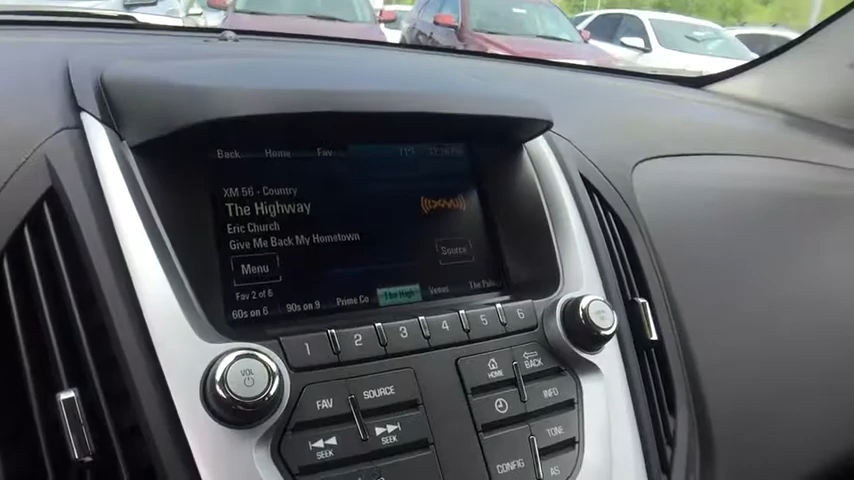 Back Home Fav
XM 56 - Country
The Highway
Eric Church
Give Me Back My Hometown
((XM))
Menu
Source
Fav 2 of 6
60s on 6 90s on 9 Prime Co The High Venus The Pulse
1 2 3 4 5 6
VOL
FAV SOURCE
SEEK SEEK
HOME BACK
INFO
TONE
CONFIG AS